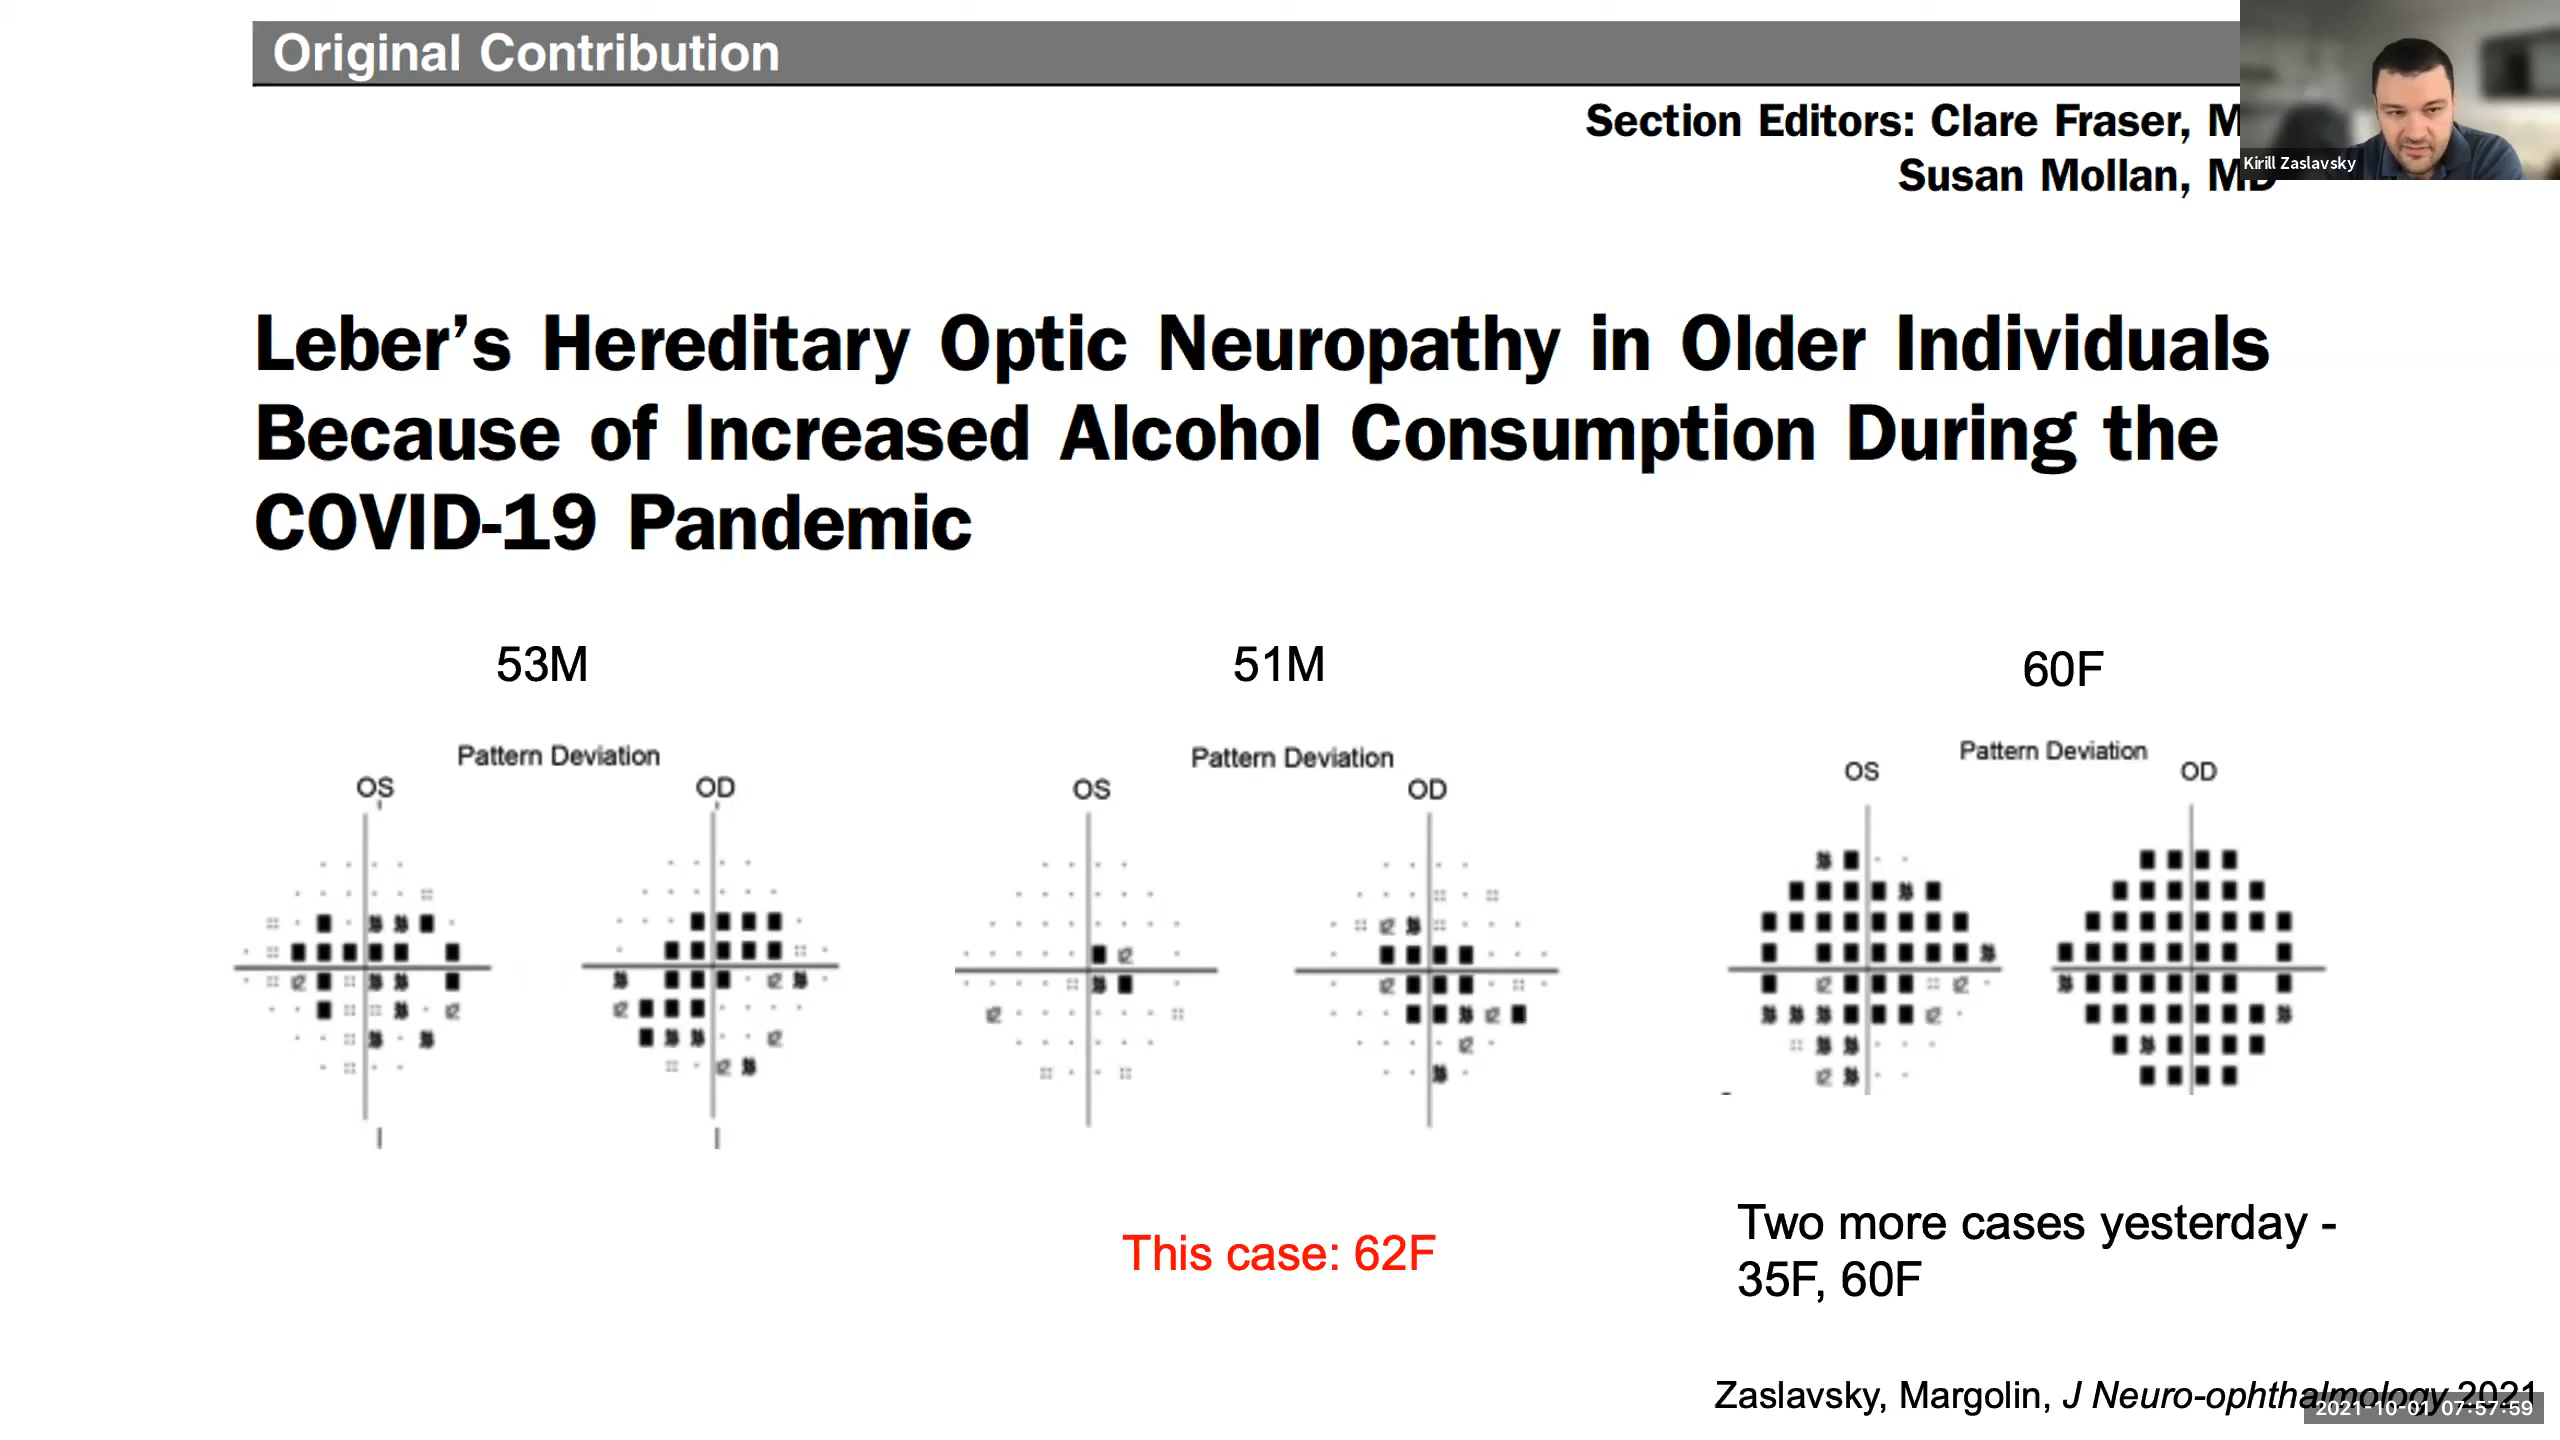 Original Contribution
Section Editors: Clare Fraser, M
Susan Mollan, MD
Kirill Zaslavsky
Leber’s Hereditary Optic Neuropathy in Older Individuals
Because of Increased Alcohol Consumption During the
COVID-19 Pandemic
53M
51M
60F
Pattern Deviation
OS
OD
Pattern Deviation
OS
OD
Pattern Deviation
OS
OD
This case: 62F
Two more cases yesterday -
35F, 60F
Zaslavsky, Margolin, J Neuro-ophthalmology 2021
2021-10-01 07:57:59